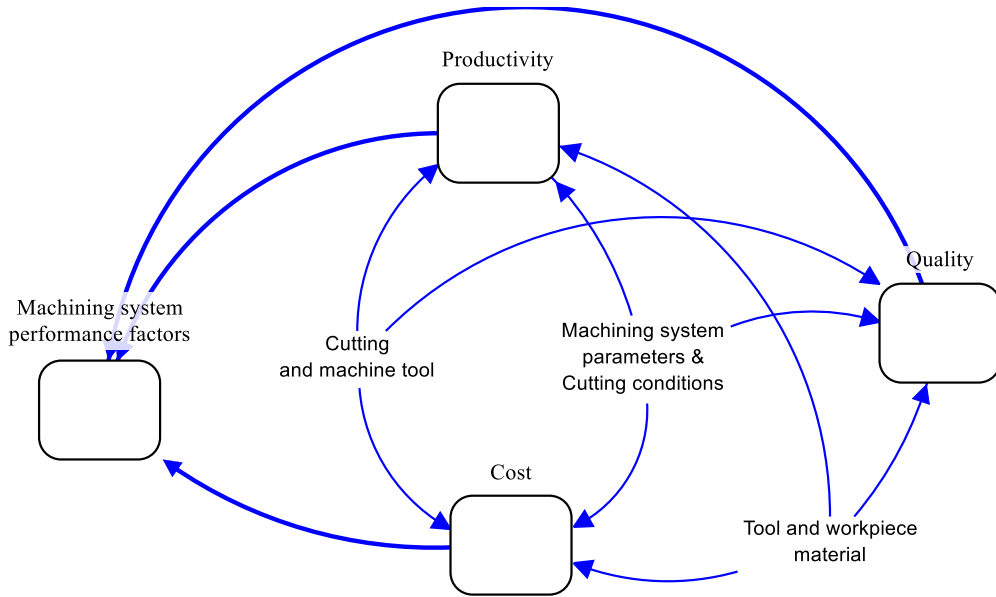 Productivity
Quality
Machining system
performance factors
Cutting
and machine tool
Machining system
parameters &
Cutting conditions
Cost
Tool and workpiece
material